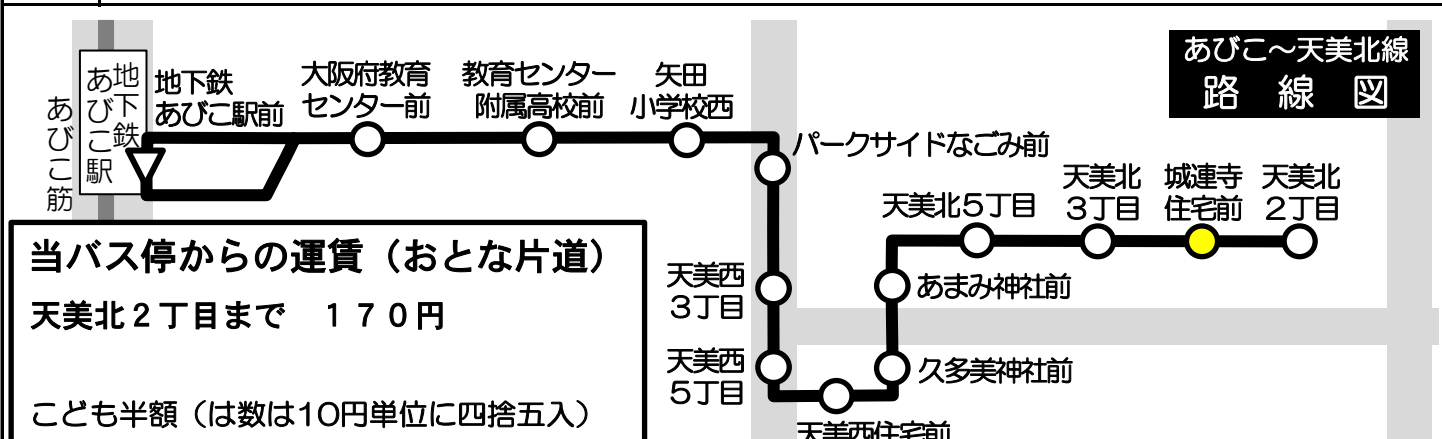 あびこ～天美北線
路線図
あびこ筋
地下鉄
あびこ駅
地下鉄
あびこ駅前
大阪府教育
センター前
教育センター
附属高校前
矢田
小学校西
パークサイドなごみ前
天美西
3丁目
天美西
5丁目
天美西住宅前
久多美神社前
あまみ神社前
天美北5丁目
天美北
3丁目
城連寺
住宅前
天美北
2丁目
当バス停からの運賃（おとな片道）
天美北２丁目まで　１７０円
こども半額（は数は10円単位に四捨五入）